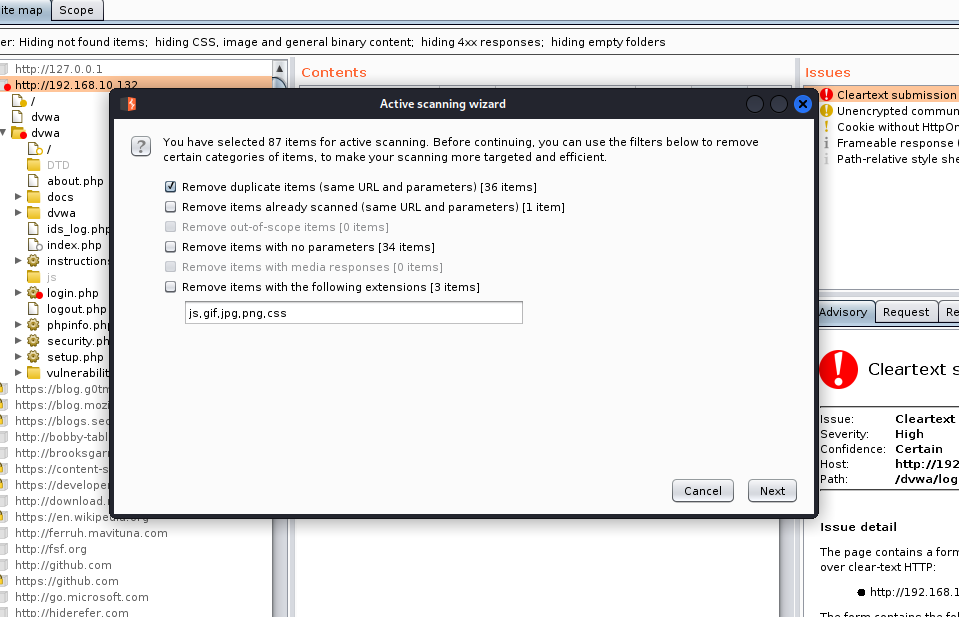 ite map Scope
er: Hiding not found items; hiding CSS, image and general binary content; hiding 4xx responses; hiding empty folders
http://127.0.0.1
http://192.168.10.132
/
dvwa
dvwa
/
DTD
about.php
docs
dvwa
ids_log.php
index.php
instructions
js
login.php
logout.php
phpinfo.php
security.ph
setup.php
vulnerabilit
https://blog.g0tm
https://blog.mozi
https://blogs.sec
http://bobby-tabl
http://brooksgarr
https://content-s
https://develope
http://download.
https://en.wikipedia.org
http://ferruh.mavituna.com
http://fsf.org
http://github.com
https://github.com
http://go.microsoft.com
http://hiderefer.com
Contents
Active scanning wizard
?
You have selected 87 items for active scanning. Before continuing, you can use the filters below to remove
certain categories of items, to make your scanning more targeted and efficient.
Remove duplicate items (same URL and parameters) [36 items]
Remove items already scanned (same URL and parameters) [1 item]
Remove out-of-scope items [0 items]
Remove items with no parameters [34 items]
Remove items with media responses [0 items]
Remove items with the following extensions [3 items]
js,gif,jpg,png,css
Cancel Next
Issues
Cleartext submission
Unencrypted commun
Cookie without HttpOn
Frameable response (
Path-relative style she
Advisory Request Re
Cleartext s
Issue: Cleartext
Severity: High
Confidence: Certain
Host: http://192
Path: /dvwa/log
Issue detail
The page contains a form
over clear-text HTTP:
http://192.168.1
The form contains the fol